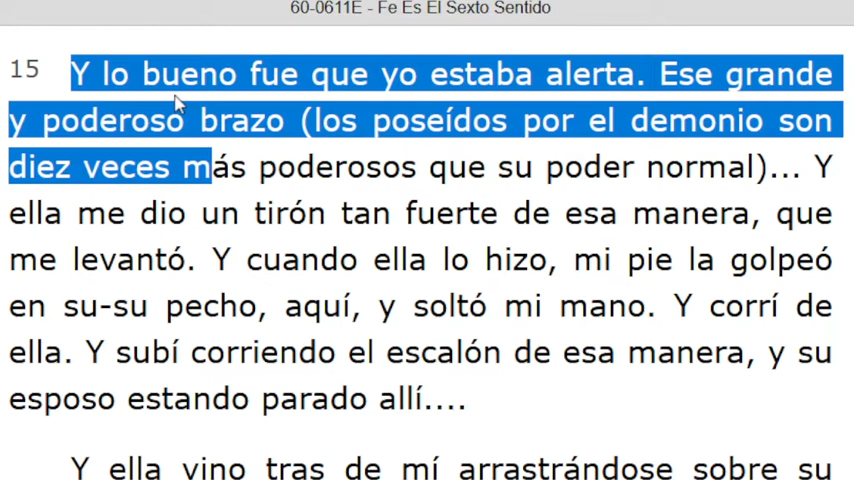 60-0611E - Fe Es El Sexto Sentido
15 Y lo bueno fue que yo estaba alerta. Ese grande
y poderoso brazo (los poseídos por el demonio son
diez veces más poderosos que su poder normal)... Y
ella me dio un tirón tan fuerte de esa manera, que
me levantó. Y cuando ella lo hizo, mi pie la golpeó
en su-su pecho, aquí, y soltó mi mano. Y corrí de
ella. Y subí corriendo el escalón de esa manera, y su
esposo estando parado allí....
Y ella vino tras de mí arrastrándose sobre su